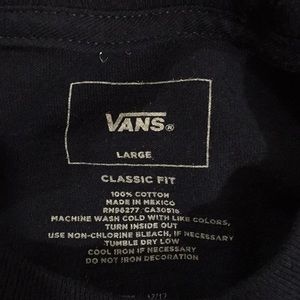 VANS®
LARGE
CLASSIC FIT
100% COTTON
MADE IN MEXICO
RN98277 CA30516
MACHINE WASH COLD WITH LIKE COLORS,
TURN INSIDE OUT
USE NON-CHLORINE BLEACH, IF NECESSARY
TUMBLE DRY LOW
COOL IRON IF NECESSARY
DO NOT IRON DECORATION